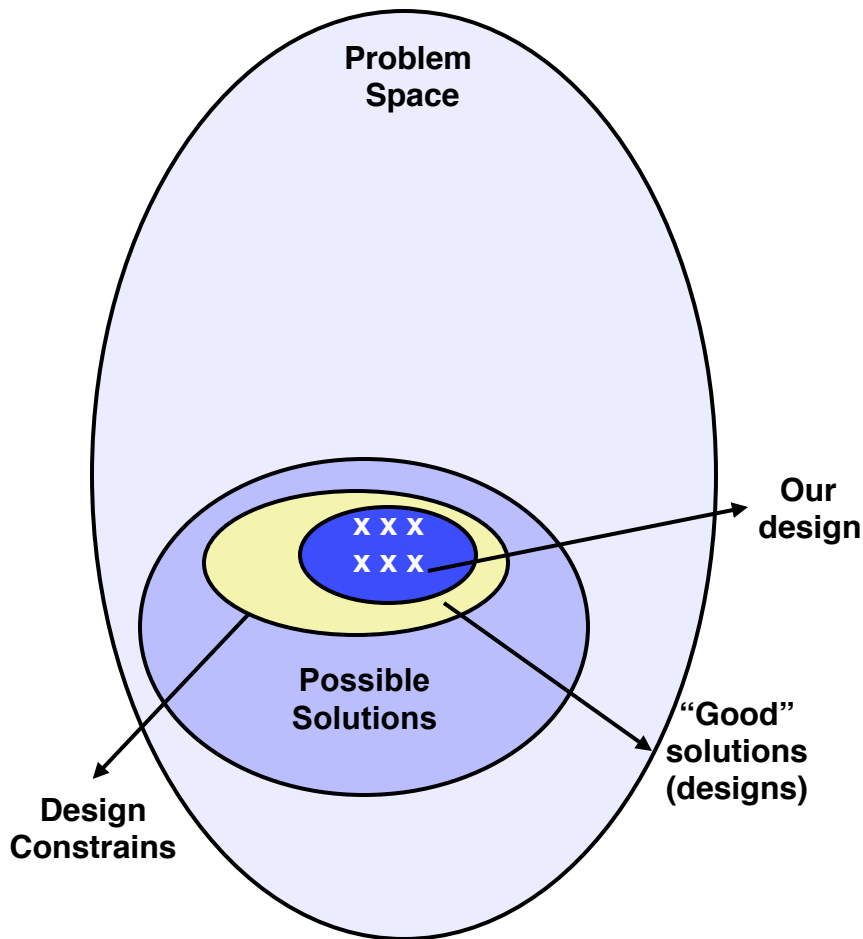 Problem
Space
x x x
x x x
Our
design
Possible
Solutions
“Good”
solutions
(designs)
Design
Constrains